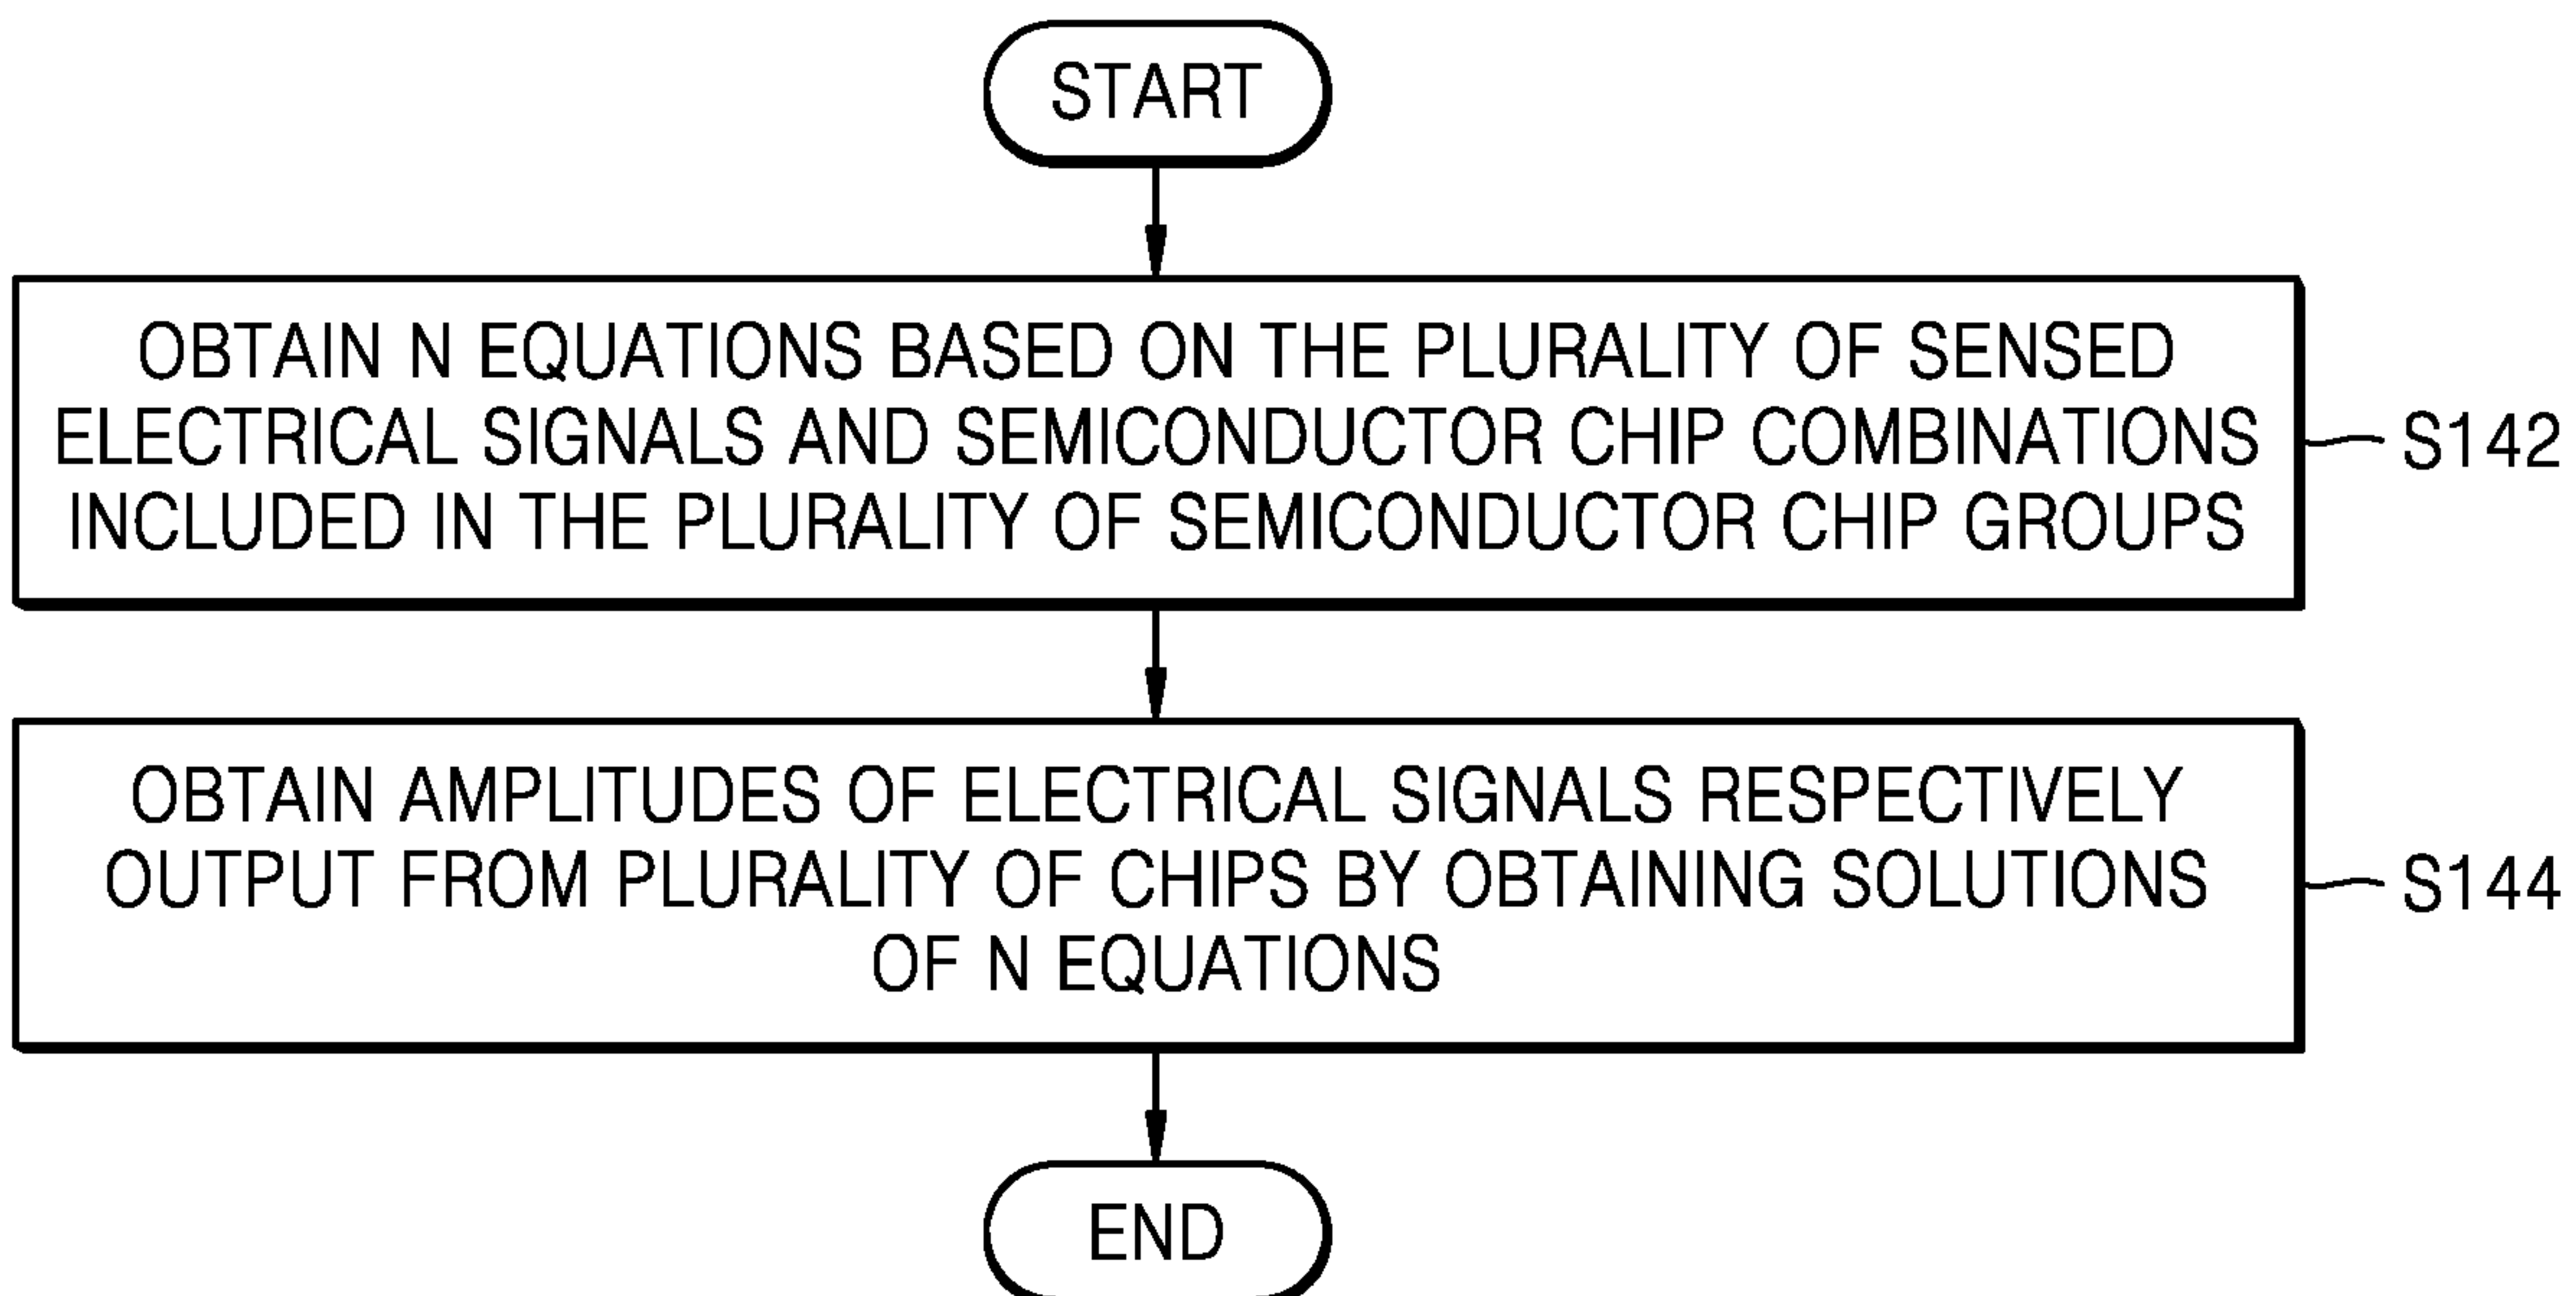 START
OBTAIN N EQUATIONS BASED ON THE PLURALITY OF SENSED
ELECTRICAL SIGNALS AND SEMICONDUCTOR CHIP COMBINATIONS
INCLUDED IN THE PLURALITY OF SEMICONDUCTOR CHIP GROUPS
S142
OBTAIN AMPLITUDES OF ELECTRICAL SIGNALS RESPECTIVELY
OUTPUT FROM PLURALITY OF CHIPS BY OBTAINING SOLUTIONS
OF N EQUATIONS
S144
END